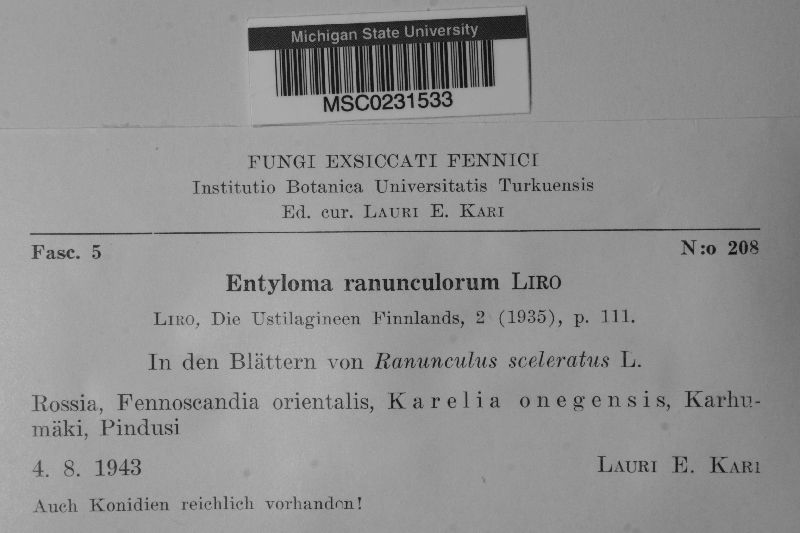 Michigan State University
MSC0231533
FUNGI EXSICCATI FENNICI
Institutio Botanica Universitatis Turkuensis
Ed. cur. LAURI E. KARI
Fasc. 5 N:o 208
Entyloma ranunculorum LIRO
LIRO, Die Ustilagineen Finnlands, 2 (1935), p. 111.
In den Blättern von Ranunculus sceleratus L.
Rossia, Fennoscandia orientalis, Karelia onegensis, Karhu-
mäki, Pindusi
4. 8. 1943 LAURI E. KARI
Auch Konidien reichlich vorhanden!